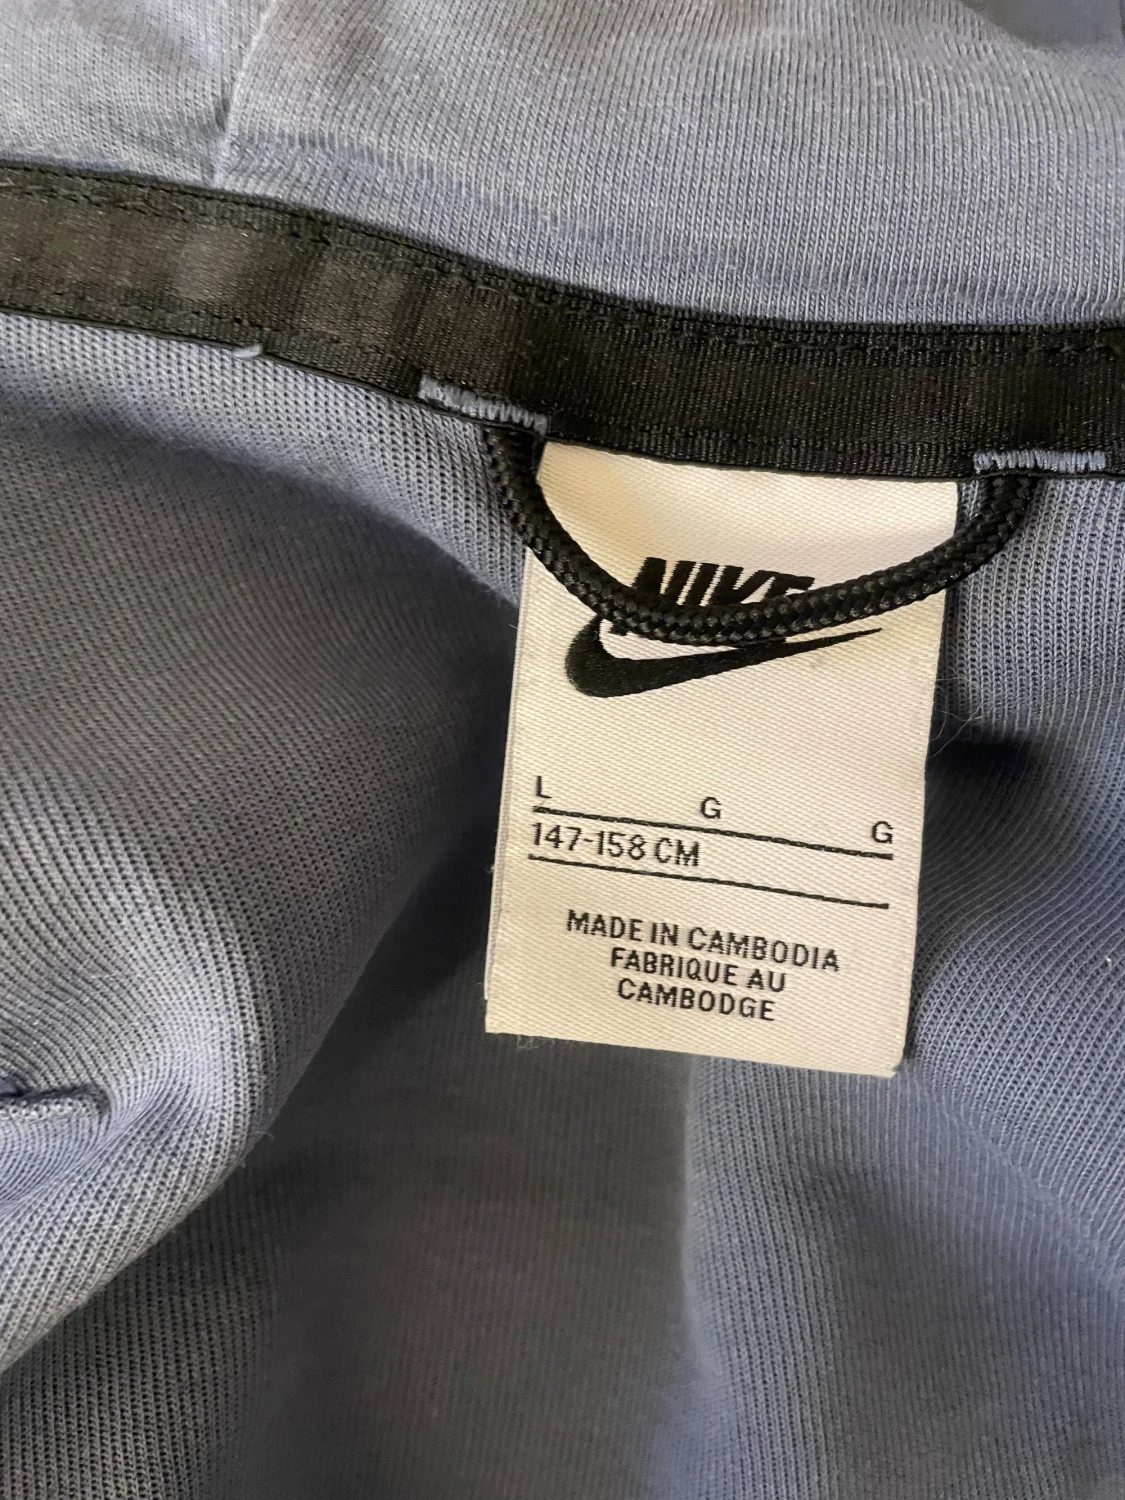 NIKE
L G G
147-158 CM
MADE IN CAMBODIA
FABRIQUE AU
CAMBODGE